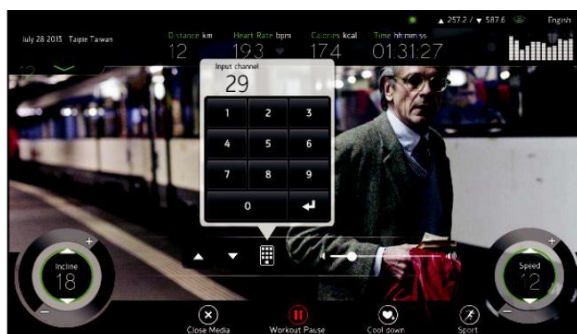 ▲ 257.2 / ▼ 587.6 English
July 28 2013 Taipie Taiwan
Distance km Heart Rate bpm Calories kcal Time hh:mm:ss
12 193 174 01:31:27
Input channel
29
1 2 3
4 5 6
7 8 9
0
+ +
Incline Speed
18 12
- -
Close Media Workout Pause Cool down Sport